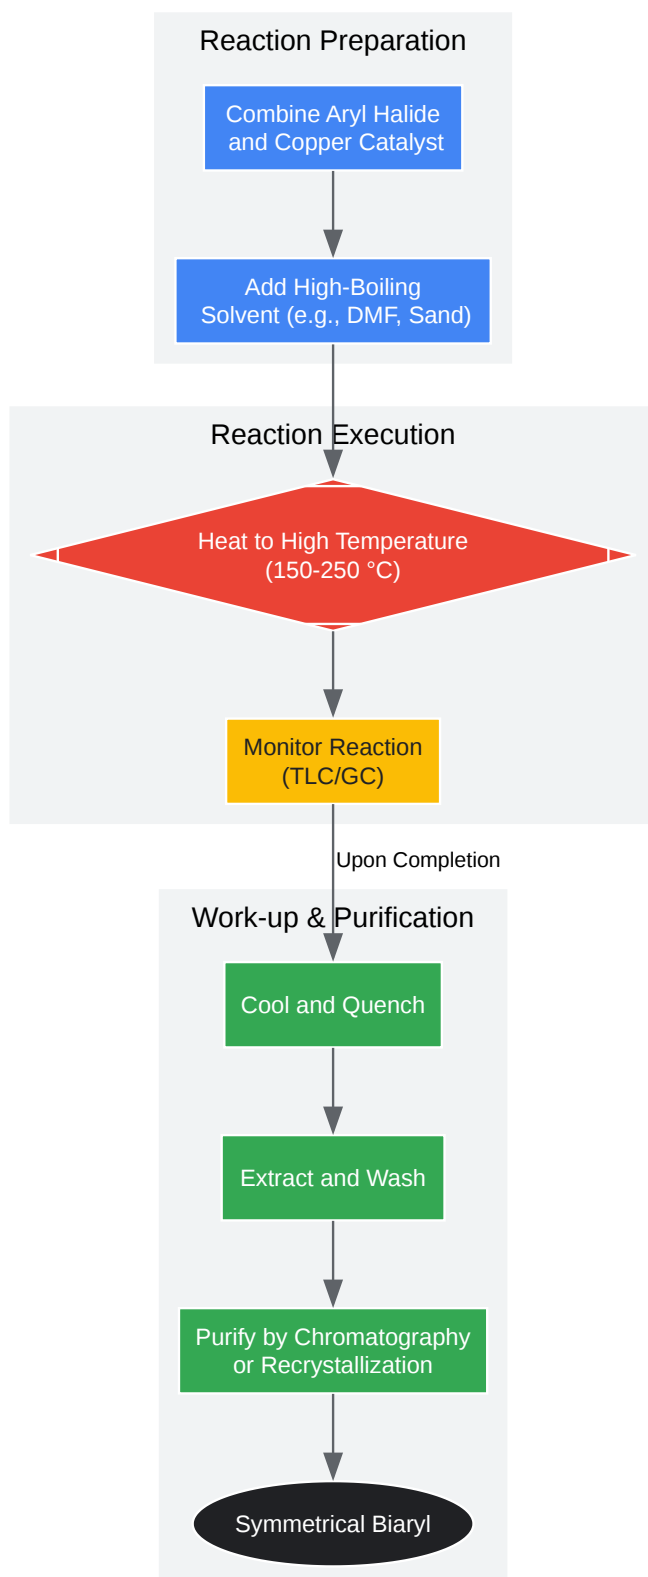 Reaction Preparation
Combine Aryl Halide
and Copper Catalyst
Add High-Boiling
Solvent (e.g., DMF, Sand)
Reaction Execution
Heat to High Temperature
(150-250 °C)
Monitor Reaction
(TLC/GC)
Upon Completion
Work-up & Purification
Cool and Quench
Extract and Wash
Purify by Chromatography
or Recrystallization
Symmetrical Biaryl